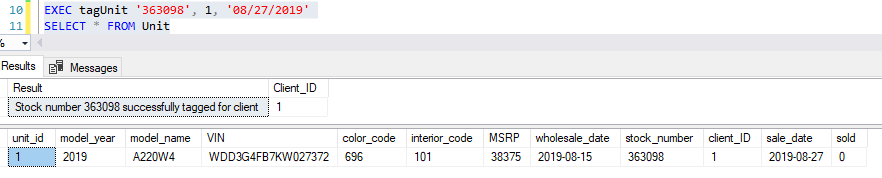 10 EXEC tagUnit '363098', 1, '08/27/2019'
11 SELECT * FROM Unit
%
Results Messages
Result Client_ID
Stock number 363098 successfully tagged for client 1
unit_id model_year model_name VIN color_code interior_code MSRP wholesale_date stock_number client_ID sale_date sold
1 2019 A220W4 WDD3G4FB7KW027372 696 101 38375 2019-08-15 363098 1 2019-08-27 0